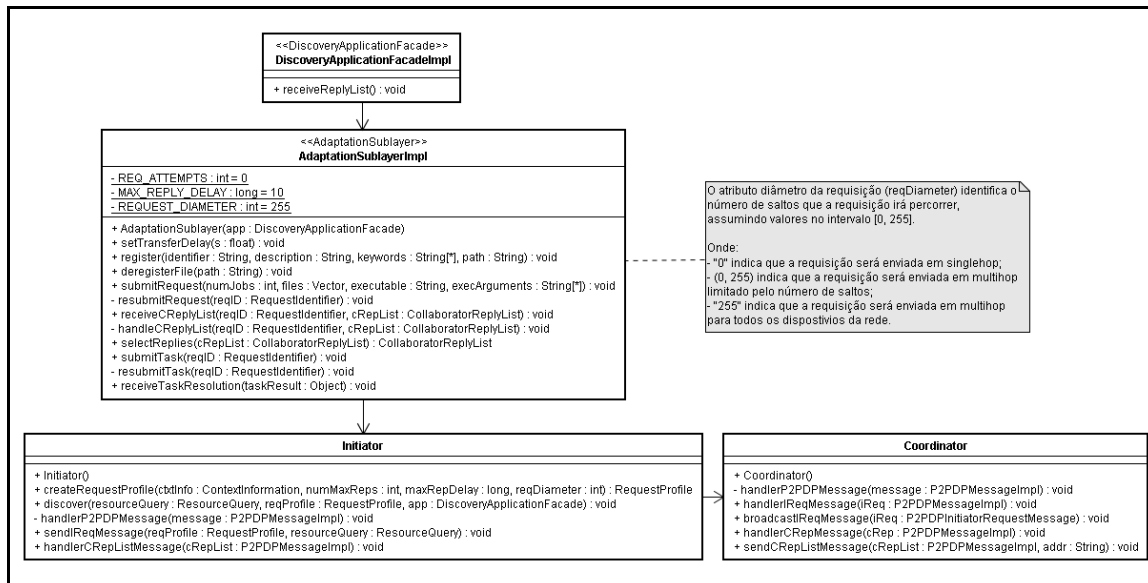 <<DiscoveryApplicationFacade>>
DiscoveryApplicationFacadeImpl
+ receiveReplyList() : void
<<AdaptationSublayer>>
AdaptationSublayerImpl
- REQ_ATTEMPTS : int = 0
- MAX_REPLY_DELAY : long = 10
- REQUEST_DIAMETER : int = 255
+ AdaptationSublayer(app : DiscoveryApplicationFacade)
+ setTransferDelay(s : float) : void
+ register(identifier : String, description : String, keywords : String[*], path : String) : void
+ deregisterFile(path : String) : void
+ submitRequest(numJobs : int, files : Vector, executable : String, execArguments : String[*]) : void
- resubmitRequest(reqID : RequestIdentifier) : void
+ receiveCReplyList(reqID : RequestIdentifier, cRepList : CollaboratorReplyList) : void
- handleCReplyList(reqID : RequestIdentifier, cRepList : CollaboratorReplyList) : void
+ selectReplies(cRepList : CollaboratorReplyList) : CollaboratorReplyList
+ submitTask(reqID : RequestIdentifier) : void
- resubmitTask(reqID : RequestIdentifier) : void
+ receiveTaskResolution(taskResult : Object) : void
O atributo diâmetro da requisição (reqDiameter) identifica o
número de saltos que a requisição irá percorrer,
assumindo valores no intervalo [0, 255].
Onde:
- "0" indica que a requisição será enviada em singlehop;
- (0, 255) indica que a requisição será enviada em multihop
limitado pelo número de saltos;
- "255" indica que a requisição será enviada em multihop
para todos os dispostívios da rede.
Initiator
+ Initiator()
+ createRequestProfile(ctxtInfo : ContextInformation, numMaxReps : int, maxRepDelay : long, reqDiameter : int) : RequestProfile
+ discover(resourceQuery : ResourceQuery, reqProfile : RequestProfile, app : DiscoveryApplicationFacade) : void
- handlerP2PDPMessage(message : P2PDPMessageImpl) : void
+ sendIReqMessage(reqProfile : RequestProfile, resourceQuery : ResourceQuery) : void
+ handlerCRepListMessage(cRepList : P2PDPMessageImpl) : void
Coordinator
+ Coordinator()
- handlerP2PDPMessage(message : P2PDPMessageImpl) : void
+ handlerIReqMessage(iReq : P2PDPMessageImpl) : void
+ broadcastIReqMessage(iReq : P2PDPInitiatorRequestMessage) : void
+ handlerCRepMessage(cRep : P2PDPMessageImpl) : void
+ sendCRepListMessage(cRepList : P2PDPMessageImpl, addr : String) : void